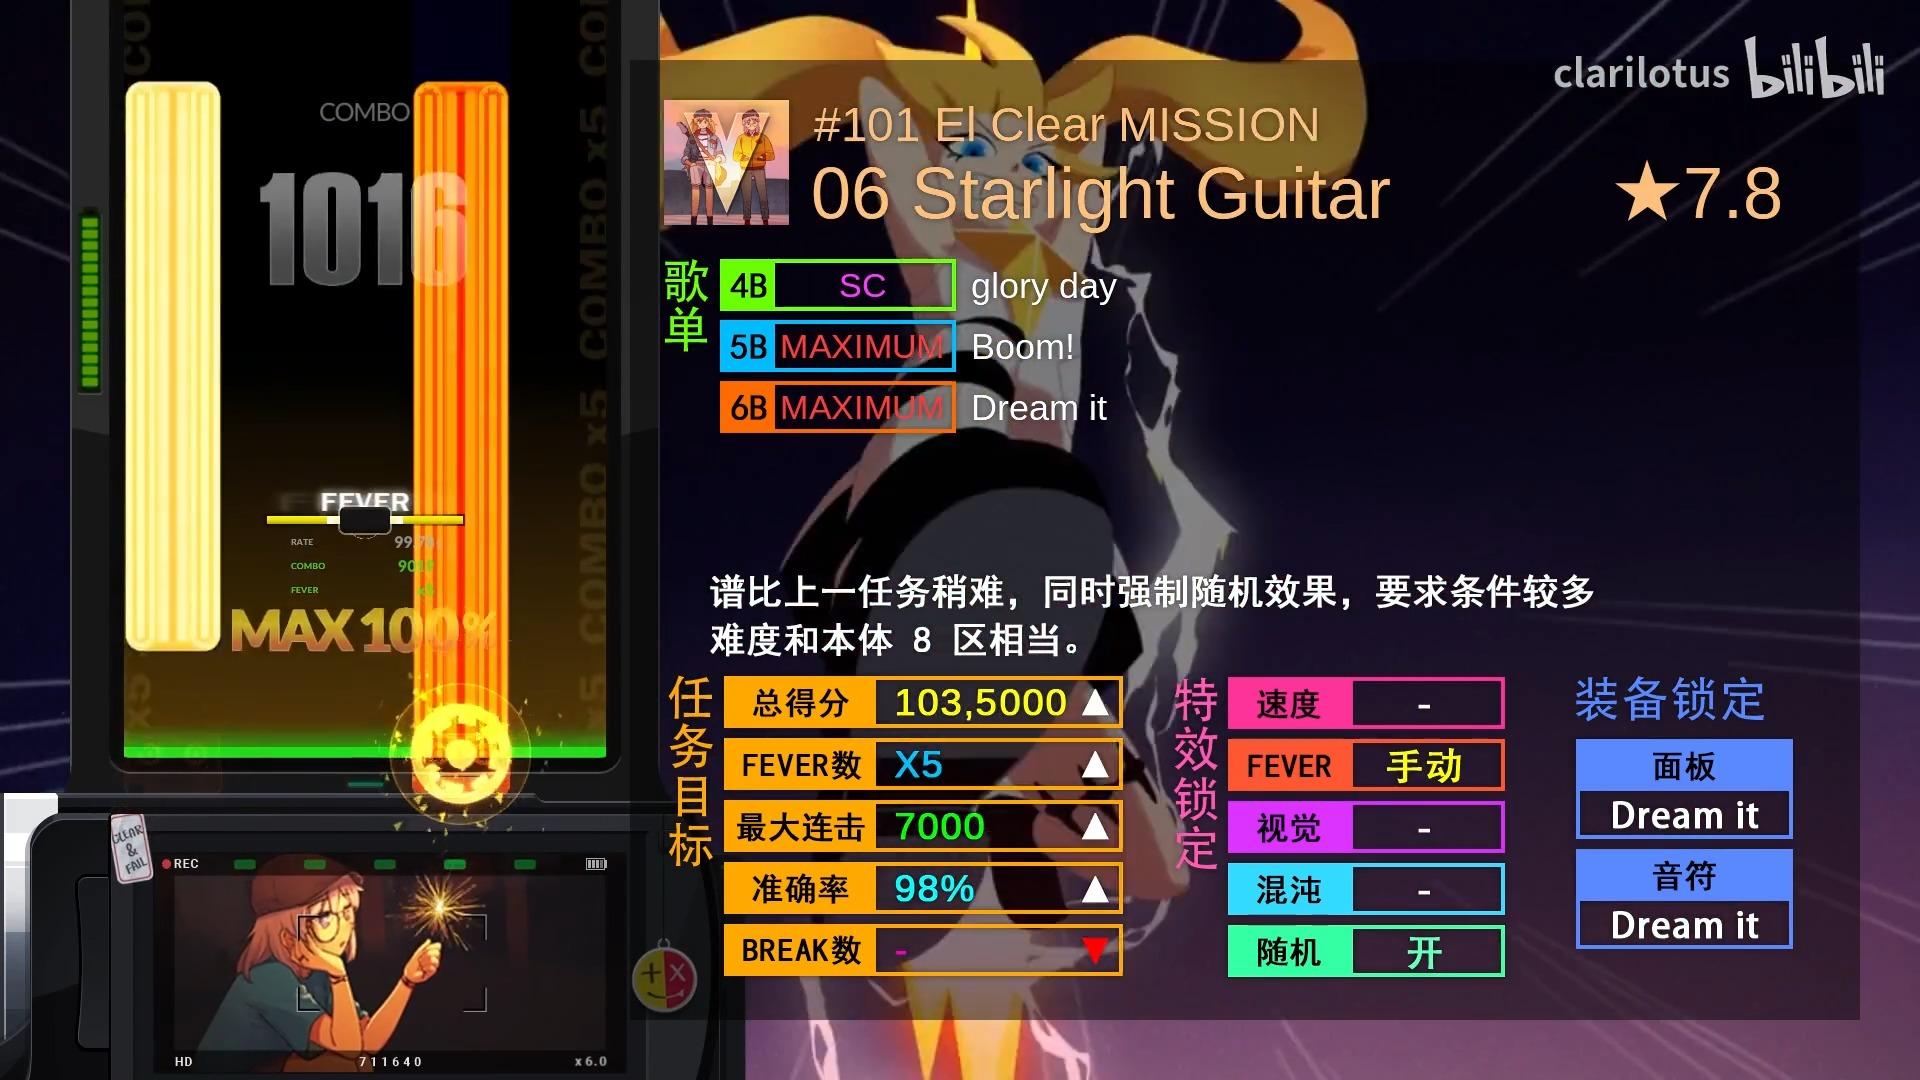 clarilotus bilibili
#101 El Clear MISSION
06 Starlight Guitar
★7.8
歌单
4B SC glory day
5B MAXIMUM Boom!
6B MAXIMUM Dream it
谱比上一任务稍难，同时强制随机效果，要求条件较多
难度和本体 8 区相当。
任务目标
总得分 103,5000 ▲
FEVER数 X5 ▲
最大连击 7000 ▲
准确率 98% ▲
BREAK数 - ▼
特效锁定
速度 -
FEVER 手动
视觉 -
混沌 -
随机 开
装备锁定
面板
Dream it
音符
Dream it
COMBO
1016
FEVER
RATE
COMBO
FEVER
MAX 100%
COMBO x5
CLEAR & FAIL
REC
HD 711640 x6.0